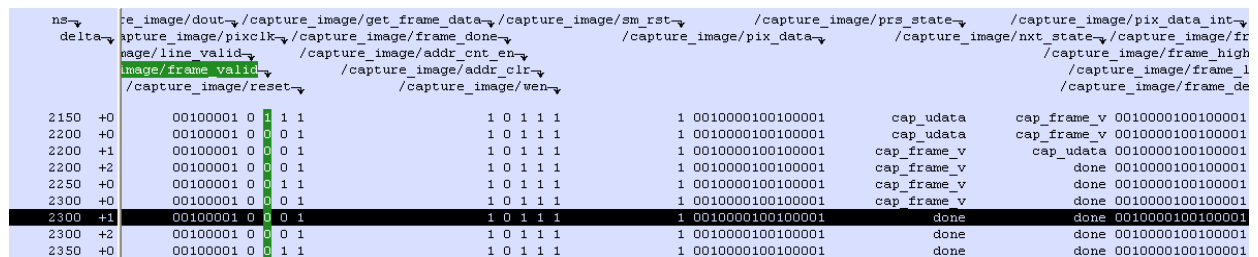 ns re_image/dout /capture_image/get_frame_data /capture_image/sm_rst /capture_image/prs_state /capture_image/pix_data_int
delta apture_image/pixclk /capture_image/frame_done /capture_image/pix_data /capture_image/nxt_state /capture_image/fr
mage/line_valid /capture_image/addr_cnt_en /capture_image/frame_high
image/frame_valid /capture_image/addr_clr /capture_image/frame_l
/capture_image/reset /capture_image/wen /capture_image/frame_de
2150 +0 00100001 0 1 1 1 1 0 1 1 1 1 0010000100100001 cap_udata cap_frame_v 0010000100100001
2200 +0 00100001 0 0 0 1 1 0 1 1 1 1 0010000100100001 cap_udata cap_frame_v 0010000100100001
2200 +1 00100001 0 0 0 1 1 0 1 1 1 1 0010000100100001 cap_frame_v cap_udata 0010000100100001
2200 +2 00100001 0 0 0 1 1 0 1 1 1 1 0010000100100001 cap_frame_v done 0010000100100001
2250 +0 00100001 0 0 1 1 1 0 1 1 1 1 0010000100100001 cap_frame_v done 0010000100100001
2300 +0 00100001 0 0 0 1 1 0 1 1 1 1 0010000100100001 cap_frame_v done 0010000100100001
2300 +1 00100001 0 0 0 1 1 0 1 1 1 1 0010000100100001 done done 0010000100100001
2300 +2 00100001 0 0 0 1 1 0 1 1 1 1 0010000100100001 done done 0010000100100001
2350 +0 00100001 0 0 1 1 1 0 1 1 1 1 0010000100100001 done done 0010000100100001